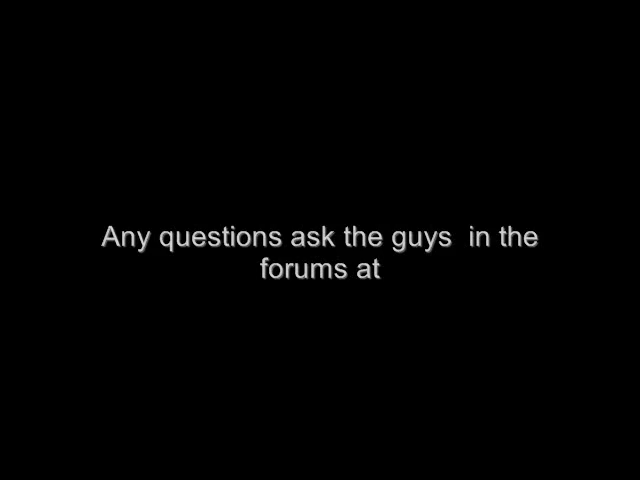 Any questions ask the guys  in the
forums at